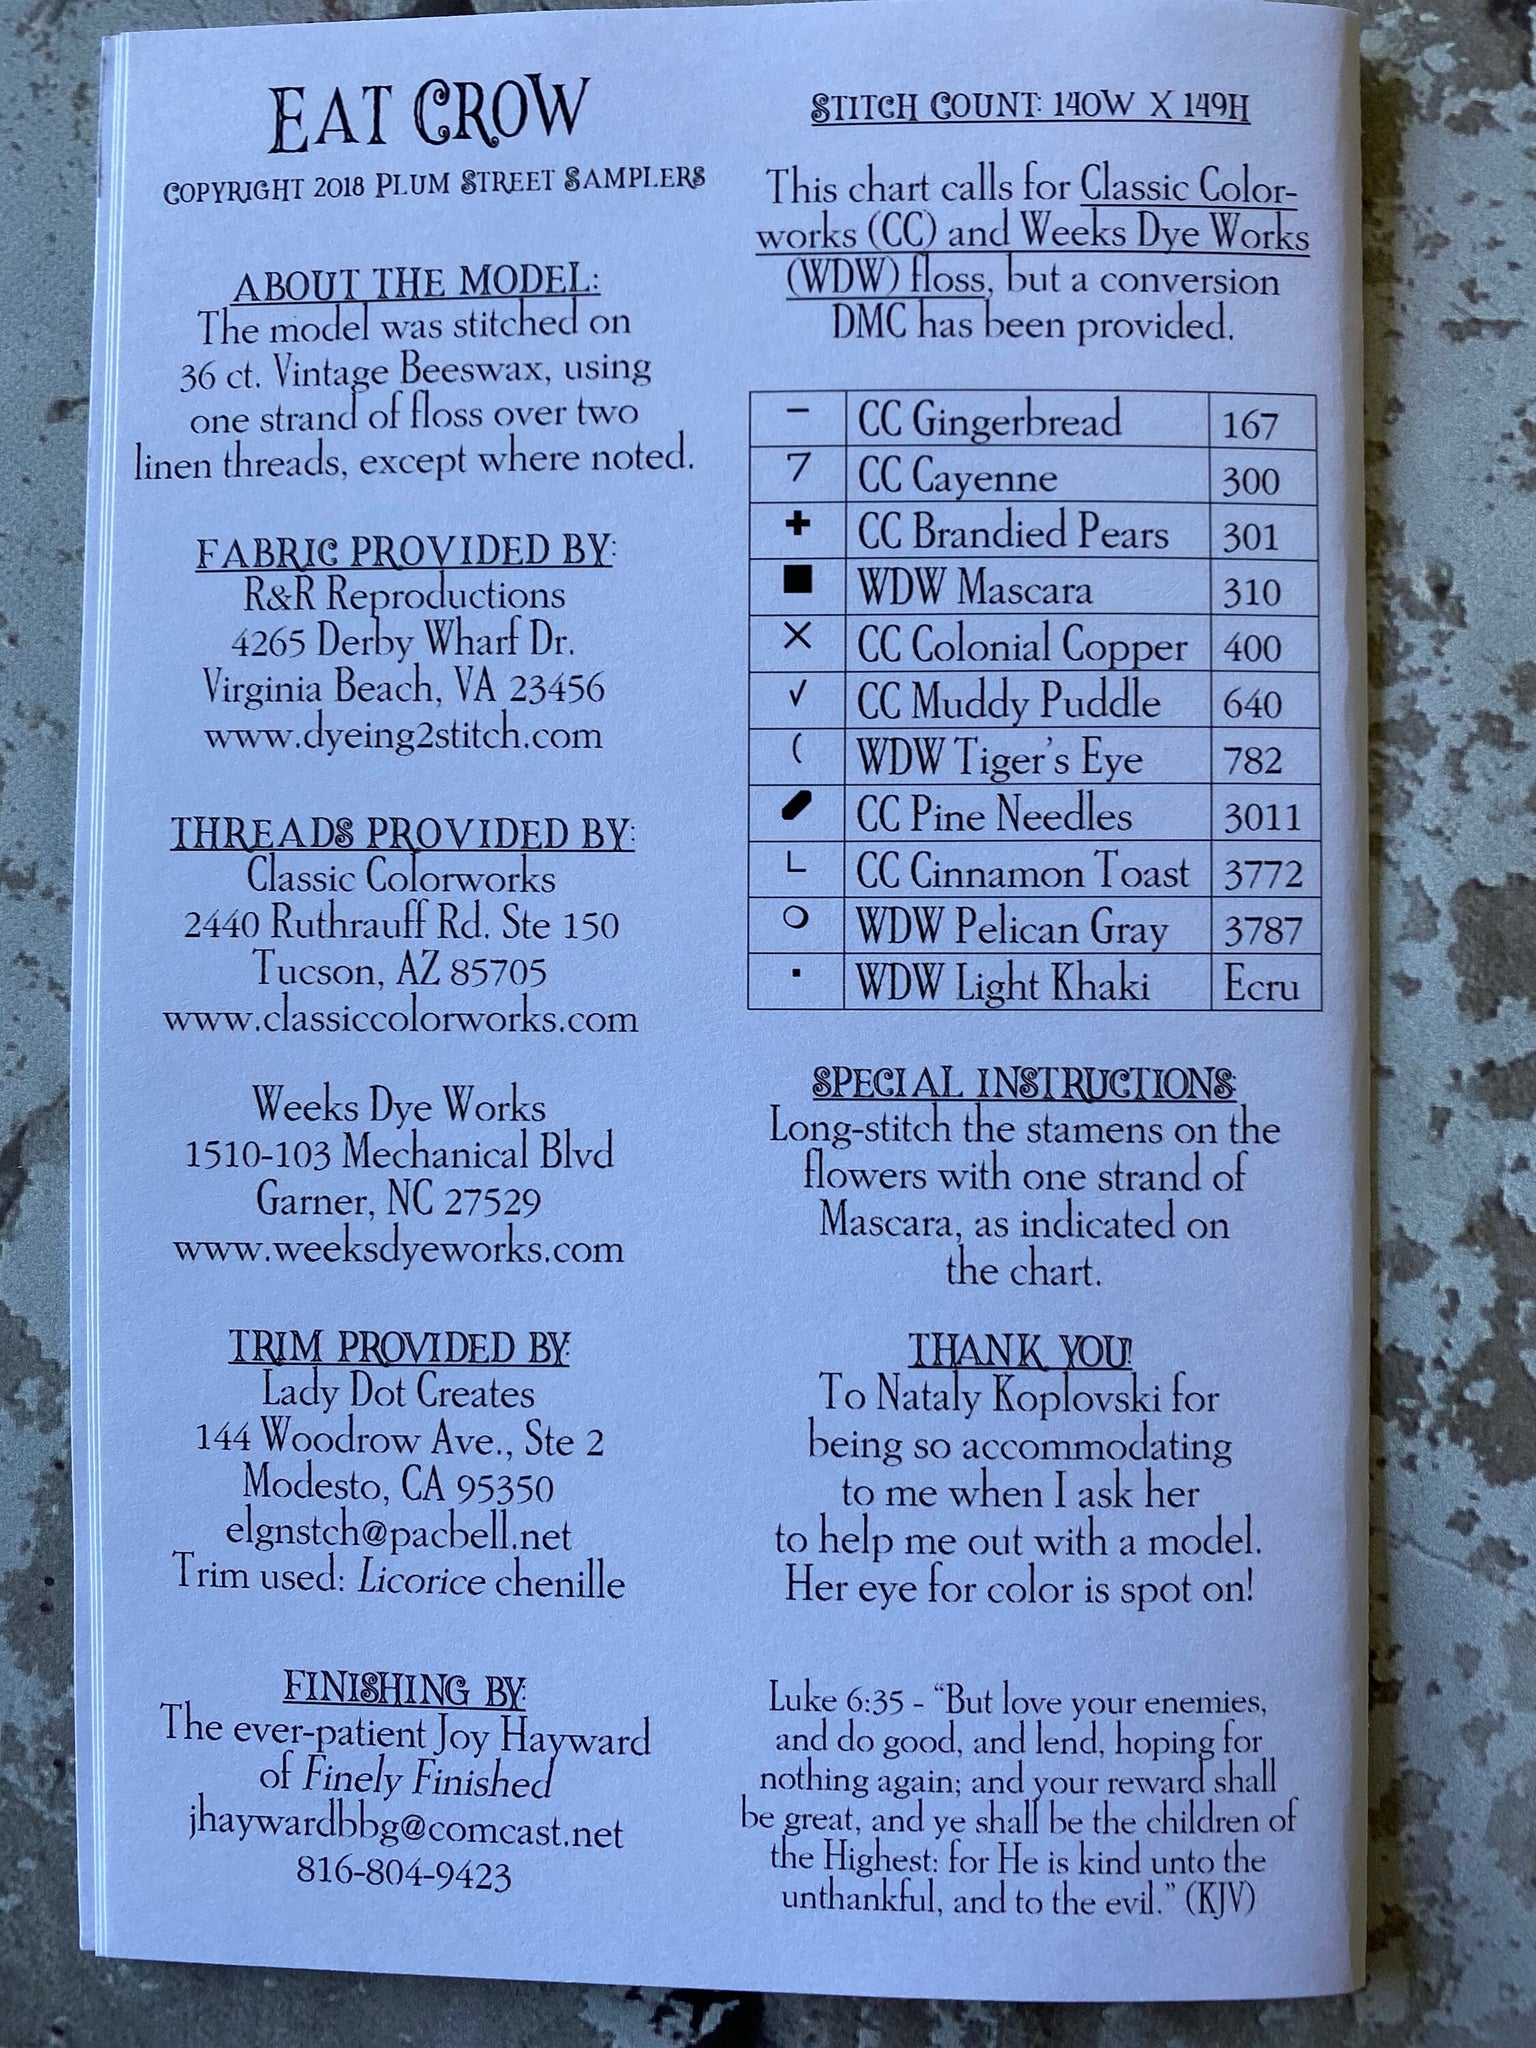 EAT CROW
COPYRIGHT 2018 PLUM STREET SAMPLERS
ABOUT THE MODEL:
The model was stitched on
36 ct. Vintage Beeswax, using
one strand of floss over two
linen threads, except where noted.
FABRIC PROVIDED BY:
R&R Reproductions
4265 Derby Wharf Dr.
Virginia Beach, VA 23456
www.dyeing2stitch.com
THREADS PROVIDED BY:
Classic Colorworks
2440 Ruthrauff Rd. Ste 150
Tucson, AZ 85705
www.classiccolorworks.com
Weeks Dye Works
1510-103 Mechanical Blvd
Garner, NC 27529
www.weeksdyeworks.com
TRIM PROVIDED BY:
Lady Dot Creates
144 Woodrow Ave., Ste 2
Modesto, CA 95350
elgnstch@pacbell.net
Trim used: Licorice chenille
FINISHING BY:
The ever-patient Joy Hayward
of Finely Finished
jhaywardbbg@comcast.net
816-804-9423
STITCH COUNT: 140W X 149H
This chart calls for Classic Color-
works (CC) and Weeks Dye Works
(WDW) floss, but a conversion
DMC has been provided.
– CC Gingerbread 167
7 CC Cayenne 300
✚ CC Brandied Pears 301
■ WDW Mascara 310
X CC Colonial Copper 400
√ CC Muddy Puddle 640
( WDW Tiger's Eye 782
CC Pine Needles 3011
L CC Cinnamon Toast 3772
O WDW Pelican Gray 3787
▪ WDW Light Khaki Ecru
SPECIAL INSTRUCTIONS:
Long-stitch the stamens on the
flowers with one strand of
Mascara, as indicated on
the chart.
THANK YOU!
To Nataly Koplovski for
being so accommodating
to me when I ask her
to help me out with a model.
Her eye for color is spot on!
Luke 6:35 - "But love your enemies,
and do good, and lend, hoping for
nothing again; and your reward shall
be great, and ye shall be the children of
the Highest: for He is kind unto the
unthankful, and to the evil." (KJV)